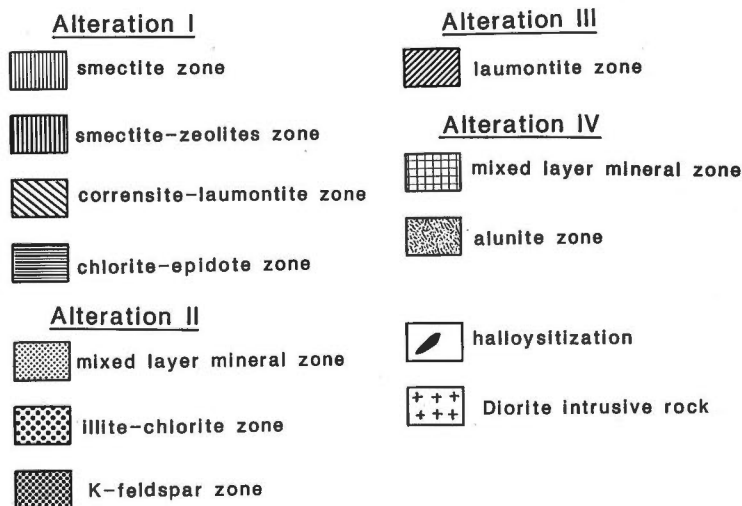 Alteration I
smectite zone
smectite-zeolites zone
corrensite-laumontite zone
chlorite-epidote zone
Alteration II
mixed layer mineral zone
illite-chlorite zone
K-feldspar zone
Alteration III
laumontite zone
Alteration IV
mixed layer mineral zone
alunite zone
halloysitization
Diorite intrusive rock